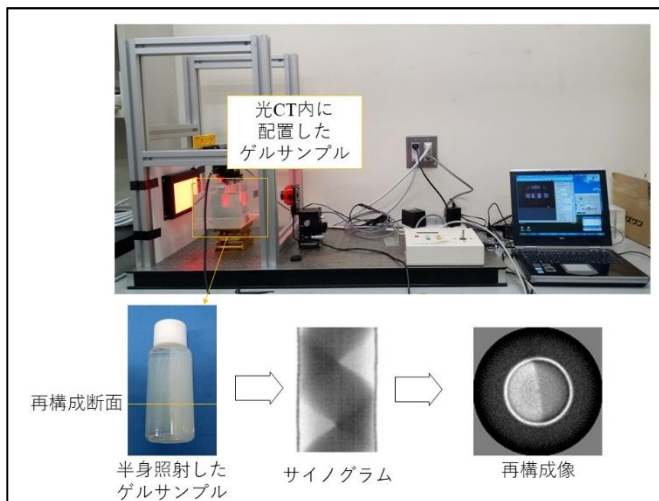 光CT内に
配置した
ゲルサンプル
再構成断面
半身照射した
ゲルサンプル
サイノグラム
再構成像